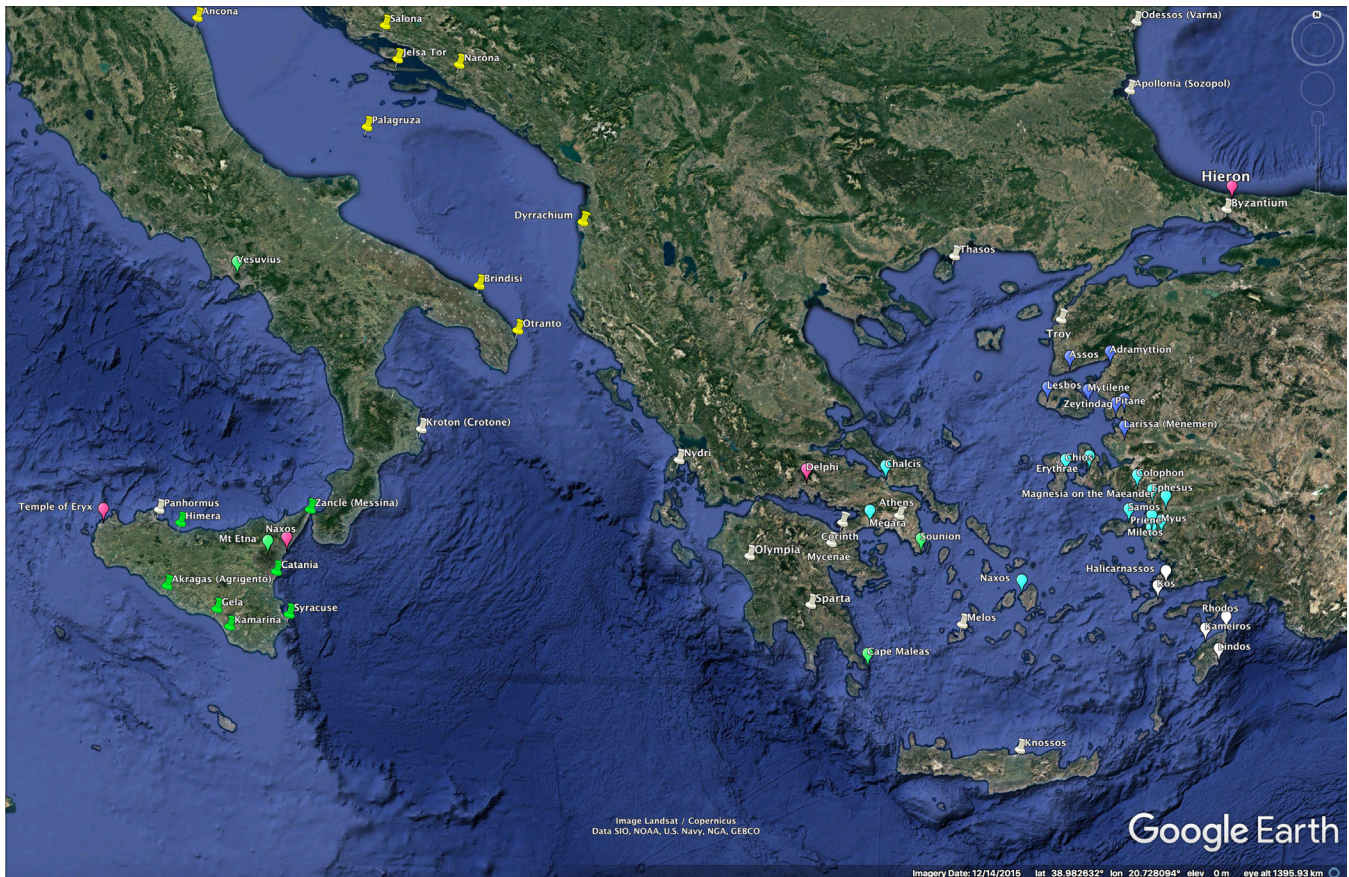 Ancona
Salona
Odessos (Varna)
N
Jelsa Tor
Narona
Apollonia (Sozopol)
Palagruza
Hieron
Byzantium
Dyrrachium
Thasos
Vesuvius
Brindisi
Otranto
Troy
Adramyttion
Assos
Lesbos
Mytilene
Zeytindag
Pitane
Kroton (Crotone)
Larissa (Menemen)
Nydri
Chios
Delphi
Chalcis
Erythrae
Colophon
Ephesus
Magnesia on the Maeander
Temple of Eryx
Panhormus
Zancle (Messina)
Himera
Athens
Samos
Megara
Priene
Myus
Naxos
Mt Etna
Corinth
Sounion
Miletos
Mycenae
Olympia
Catania
Halicarnassos
Akragas (Agrigento)
Naxos
Kos
Gela
Syracuse
Sparta
Rhodos
Kamarina
Melos
Kameiros
Lindos
Cape Maleas
Knossos
Image Landsat / Copernicus
Data SIO, NOAA, U.S. Navy, NGA, GEBCO
Google Earth
Imagery Date: 12/14/2015 lat 38.982632° lon 20.728094° elev 0 m eye alt 1395.93 km